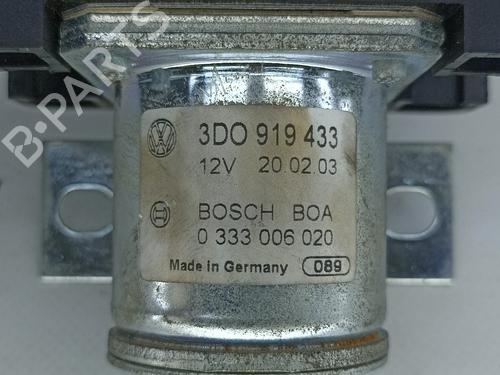 3D0 919 433
12V 20.02.03
BOSCH BOA
0 333 006 020
Made in Germany 089
B-PARTS